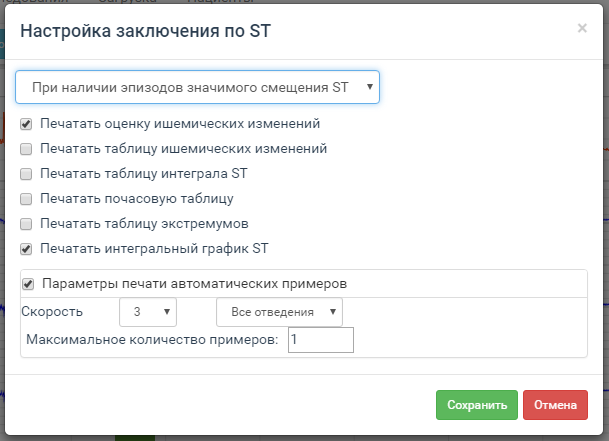 Настройка заключения по ST
×
При наличии эпизодов значимого смещения ST
Печатать оценку ишемических изменений
Печатать таблицу ишемических изменений
Печатать таблицу интеграла ST
Печатать почасовую таблицу
Печатать таблицу экстремумов
Печатать интегральный график ST
Параметры печати автоматических примеров
Скорость 3 Все отведения
Максимальное количество примеров: 1
Сохранить Отмена